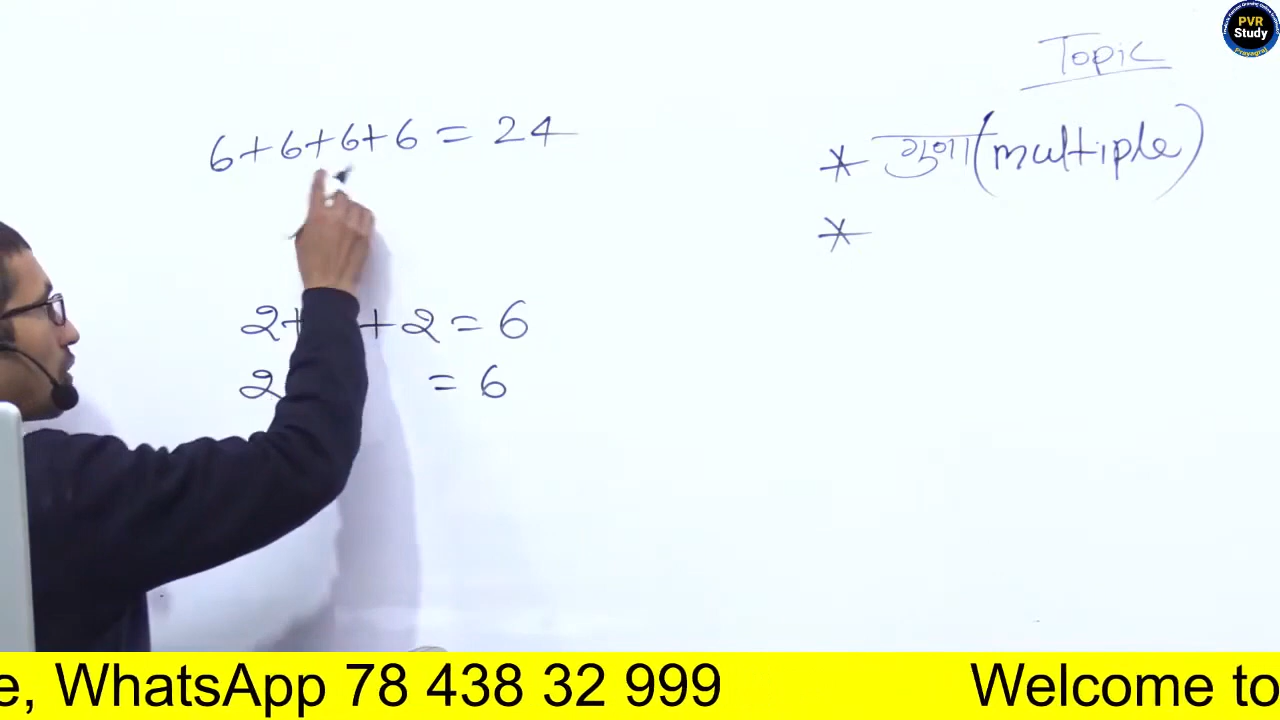 PVR
Study
Prayagraj
Topic
6+6+6+6 = 24
* गुणा (multiple)
*
2+ +2 = 6
2 = 6
e, WhatsApp 78 438 32 999 Welcome to